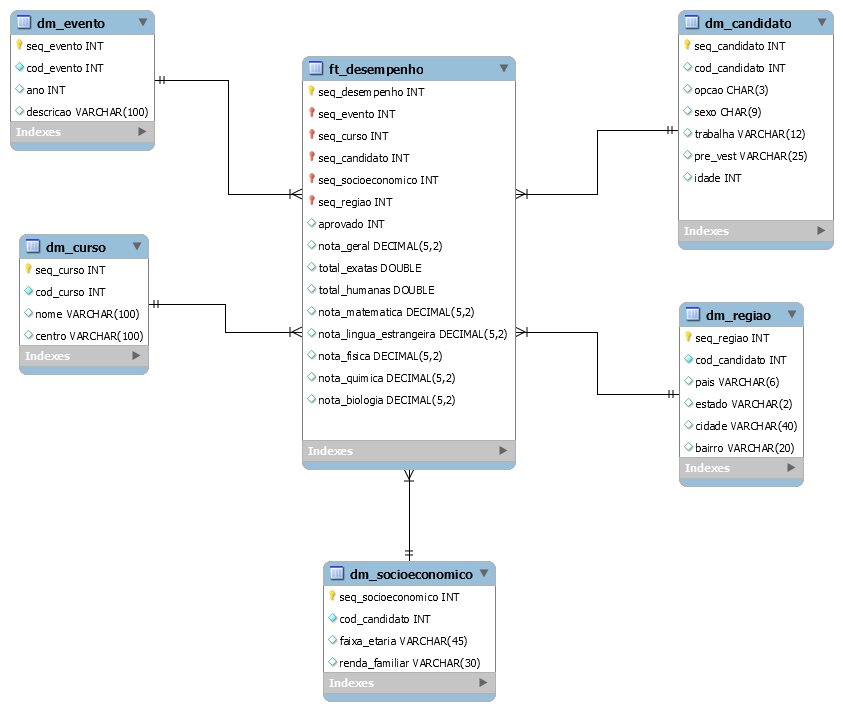 dm_evento
seq_evento INT
cod_evento INT
ano INT
descricao VARCHAR(100)
Indexes
dm_curso
seq_curso INT
cod_curso INT
nome VARCHAR(100)
centro VARCHAR(100)
Indexes
ft_desempenho
seq_desempenho INT
seq_evento INT
seq_curso INT
seq_candidato INT
seq_socioeconomico INT
seq_regiao INT
aprovado INT
nota_geral DECIMAL(5,2)
total_exatas DOUBLE
total_humanas DOUBLE
nota_matematica DECIMAL(5,2)
nota_lingua_estrangeira DECIMAL(5,2)
nota_fisica DECIMAL(5,2)
nota_quimica DECIMAL(5,2)
nota_biologia DECIMAL(5,2)
Indexes
dm_candidato
seq_candidato INT
cod_candidato INT
opcao CHAR(3)
sexo CHAR(9)
trabalha VARCHAR(12)
pre_vest VARCHAR(25)
idade INT
Indexes
dm_regiao
seq_regiao INT
cod_candidato INT
pais VARCHAR(6)
estado VARCHAR(2)
cidade VARCHAR(40)
bairro VARCHAR(20)
Indexes
dm_socioeconomico
seq_socioeconomico INT
cod_candidato INT
faixa_etaria VARCHAR(45)
renda_familiar VARCHAR(30)
Indexes